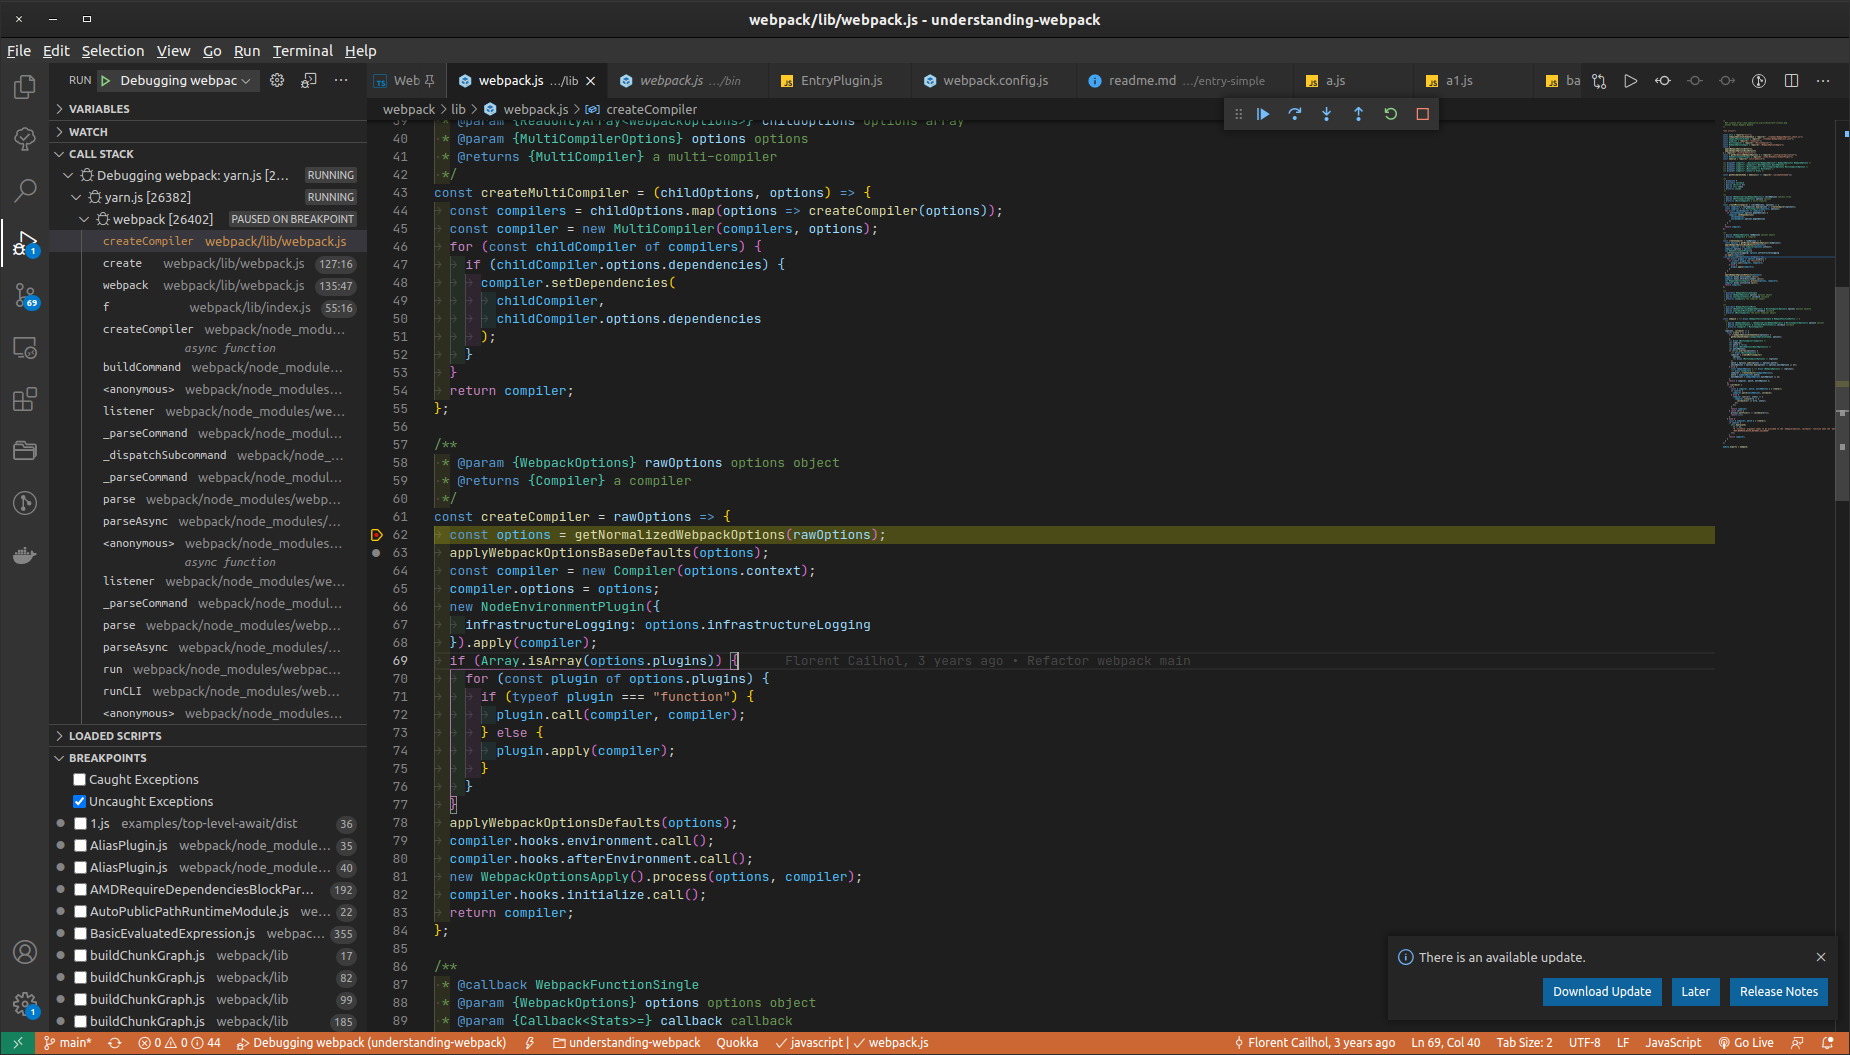 webpack/lib/webpack.js - understanding-webpack
File Edit Selection View Go Run Terminal Help
RUN Debugging webpac
Web webpack.js .../lib webpack.js .../bin EntryPlugin.js webpack.config.js readme.md .../entry-simple a.js a1.js ba
webpack > lib > webpack.js > createCompiler
VARIABLES
WATCH
CALL STACK
Debugging webpack: yarn.js [2... RUNNING
yarn.js [26382] RUNNING
webpack [26402] PAUSED ON BREAKPOINT
createCompiler webpack/lib/webpack.js
create webpack/lib/webpack.js 127:16
webpack webpack/lib/webpack.js 135:47
f webpack/lib/index.js 55:16
createCompiler webpack/node_modu...
async function
buildCommand webpack/node_module...
<anonymous> webpack/node_modules...
listener webpack/node_modules/we...
_parseCommand webpack/node_modul...
_dispatchSubcommand webpack/node_...
_parseCommand webpack/node_modul...
parse webpack/node_modules/webp...
parseAsync webpack/node_modules/...
<anonymous> webpack/node_modules...
async function
listener webpack/node_modules/we...
_parseCommand webpack/node_modul...
parse webpack/node_modules/webp...
parseAsync webpack/node_modules/...
run webpack/node_modules/webpac...
runCLI webpack/node_modules/web...
<anonymous> webpack/node_modules...
LOADED SCRIPTS
BREAKPOINTS
Caught Exceptions
Uncaught Exceptions
1.js examples/top-level-await/dist 36
AliasPlugin.js webpack/node_module... 35
AliasPlugin.js webpack/node_module... 40
AMDRequireDependenciesBlockPar... 192
AutoPublicPathRuntimeModule.js we... 22
BasicEvaluatedExpression.js webpac... 355
buildChunkGraph.js webpack/lib 17
buildChunkGraph.js webpack/lib 82
buildChunkGraph.js webpack/lib 99
buildChunkGraph.js webpack/lib 185
1
69
1
39 * @param {ReadonlyArray<WebpackOptions>} childOptions options array
40 * @param {MultiCompilerOptions} options options
41 * @returns {MultiCompiler} a multi-compiler
42 */
43 const createMultiCompiler = (childOptions, options) => {
44 const compilers = childOptions.map(options => createCompiler(options));
45 const compiler = new MultiCompiler(compilers, options);
46 for (const childCompiler of compilers) {
47 if (childCompiler.options.dependencies) {
48 compiler.setDependencies(
49 childCompiler,
50 childCompiler.options.dependencies
51 );
52 }
53 }
54 return compiler;
55 };
56
57 /**
58 * @param {WebpackOptions} rawOptions options object
59 * @returns {Compiler} a compiler
60 */
61 const createCompiler = rawOptions => {
62 const options = getNormalizedWebpackOptions(rawOptions);
63 applyWebpackOptionsBaseDefaults(options);
64 const compiler = new Compiler(options.context);
65 compiler.options = options;
66 new NodeEnvironmentPlugin({
67 infrastructureLogging: options.infrastructureLogging
68 }).apply(compiler);
69 if (Array.isArray(options.plugins)) { Florent Cailhol, 3 years ago • Refactor webpack main
70 for (const plugin of options.plugins) {
71 if (typeof plugin === "function") {
72 plugin.call(compiler, compiler);
73 } else {
74 plugin.apply(compiler);
75 }
76 }
77 }
78 applyWebpackOptionsDefaults(options);
79 compiler.hooks.environment.call();
80 compiler.hooks.afterEnvironment.call();
81 new WebpackOptionsApply().process(options, compiler);
82 compiler.hooks.initialize.call();
83 return compiler;
84 };
85
86 /**
87 * @callback WebpackFunctionSingle
88 * @param {WebpackOptions} options options object
89 * @param {Callback<Stats>=} callback callback
There is an available update.
Download Update Later Release Notes
main* 0 0 44 Debugging webpack (understanding-webpack) understanding-webpack Quokka javascript | webpack.js Florent Cailhol, 3 years ago Ln 69, Col 40 Tab Size: 2 UTF-8 LF JavaScript Go Live